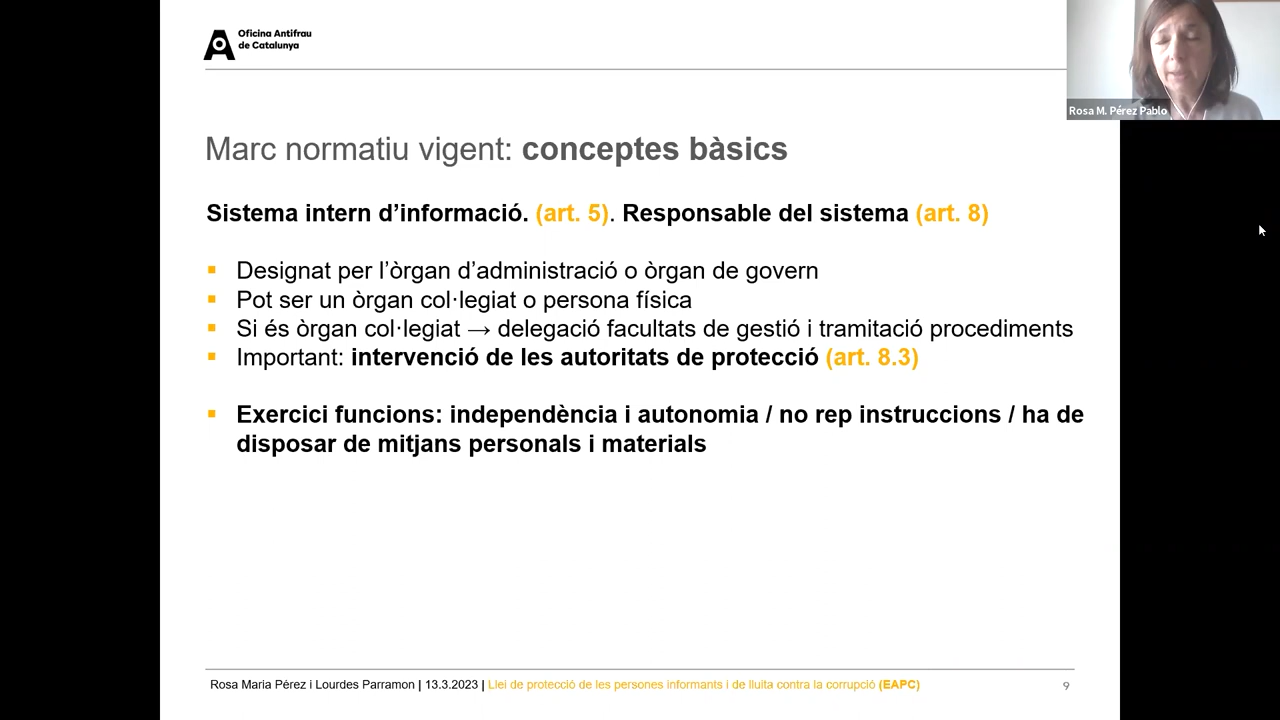 Oficina Antifrau
de Catalunya
Rosa M. Pérez Pablo
Marc normatiu vigent: conceptes bàsics
Sistema intern d’informació. (art. 5). Responsable del sistema (art. 8)
Designat per l’òrgan d’administració o òrgan de govern
Pot ser un òrgan col·legiat o persona física
Si és òrgan col·legiat → delegació facultats de gestió i tramitació procediments
Important: intervenció de les autoritats de protecció (art. 8.3)
Exercici funcions: independència i autonomia / no rep instruccions / ha de
disposar de mitjans personals i materials
Rosa Maria Pérez i Lourdes Parramon | 13.3.2023 | Llei de protecció de les persones informants i de lluita contra la corrupció (EAPC)
9